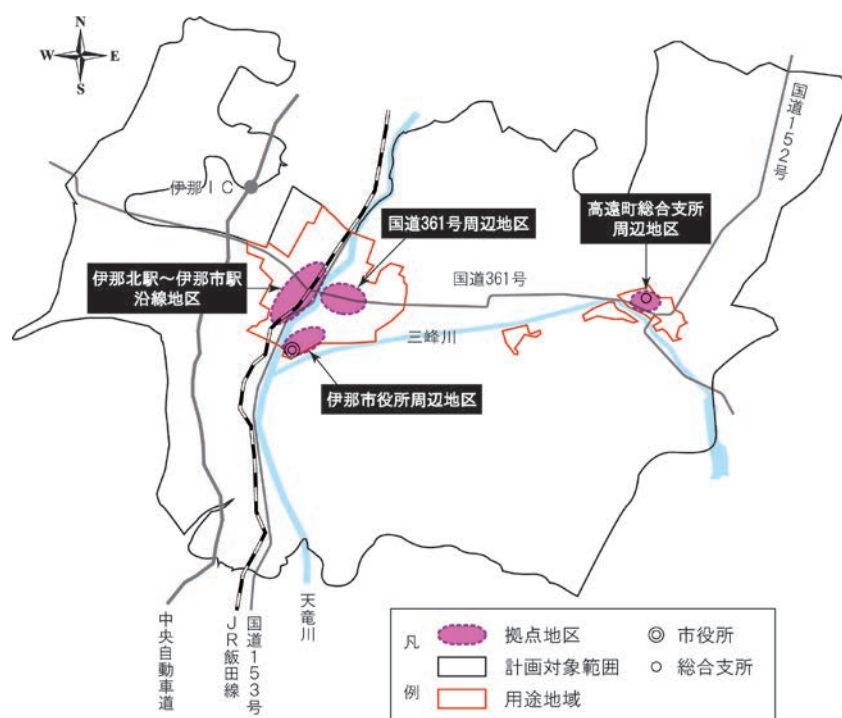 N
W E
S
国道152号
伊那IC
高遠町総合支所
周辺地区
国道361号周辺地区
伊那北駅～伊那市駅
沿線地区
国道361号
三峰川
伊那市役所周辺地区
中央自動車道
JR飯田線
国道153号
天竜川
凡例
拠点地区
市役所
計画対象範囲
総合支所
用途地域